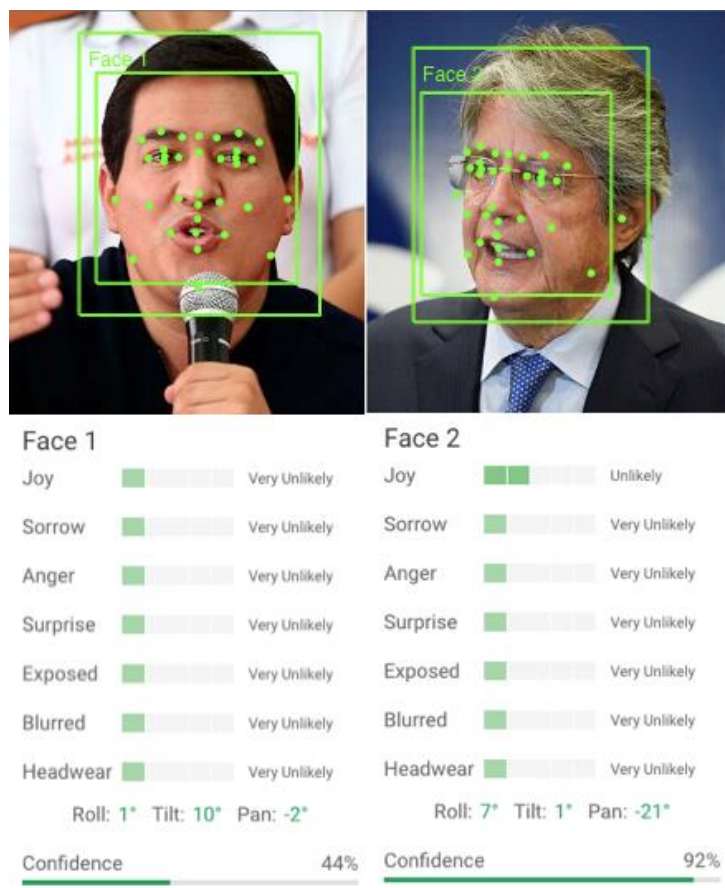 Face 1
Face 2
Face 1
Joy Very Unlikely
Sorrow Very Unlikely
Anger Very Unlikely
Surprise Very Unlikely
Exposed Very Unlikely
Blurred Very Unlikely
Headwear Very Unlikely
Roll: 1° Tilt: 10° Pan: -2°
Confidence 44%
Face 2
Joy Unlikely
Sorrow Very Unlikely
Anger Very Unlikely
Surprise Very Unlikely
Exposed Very Unlikely
Blurred Very Unlikely
Headwear Very Unlikely
Roll: 7° Tilt: 1° Pan: -21°
Confidence 92%